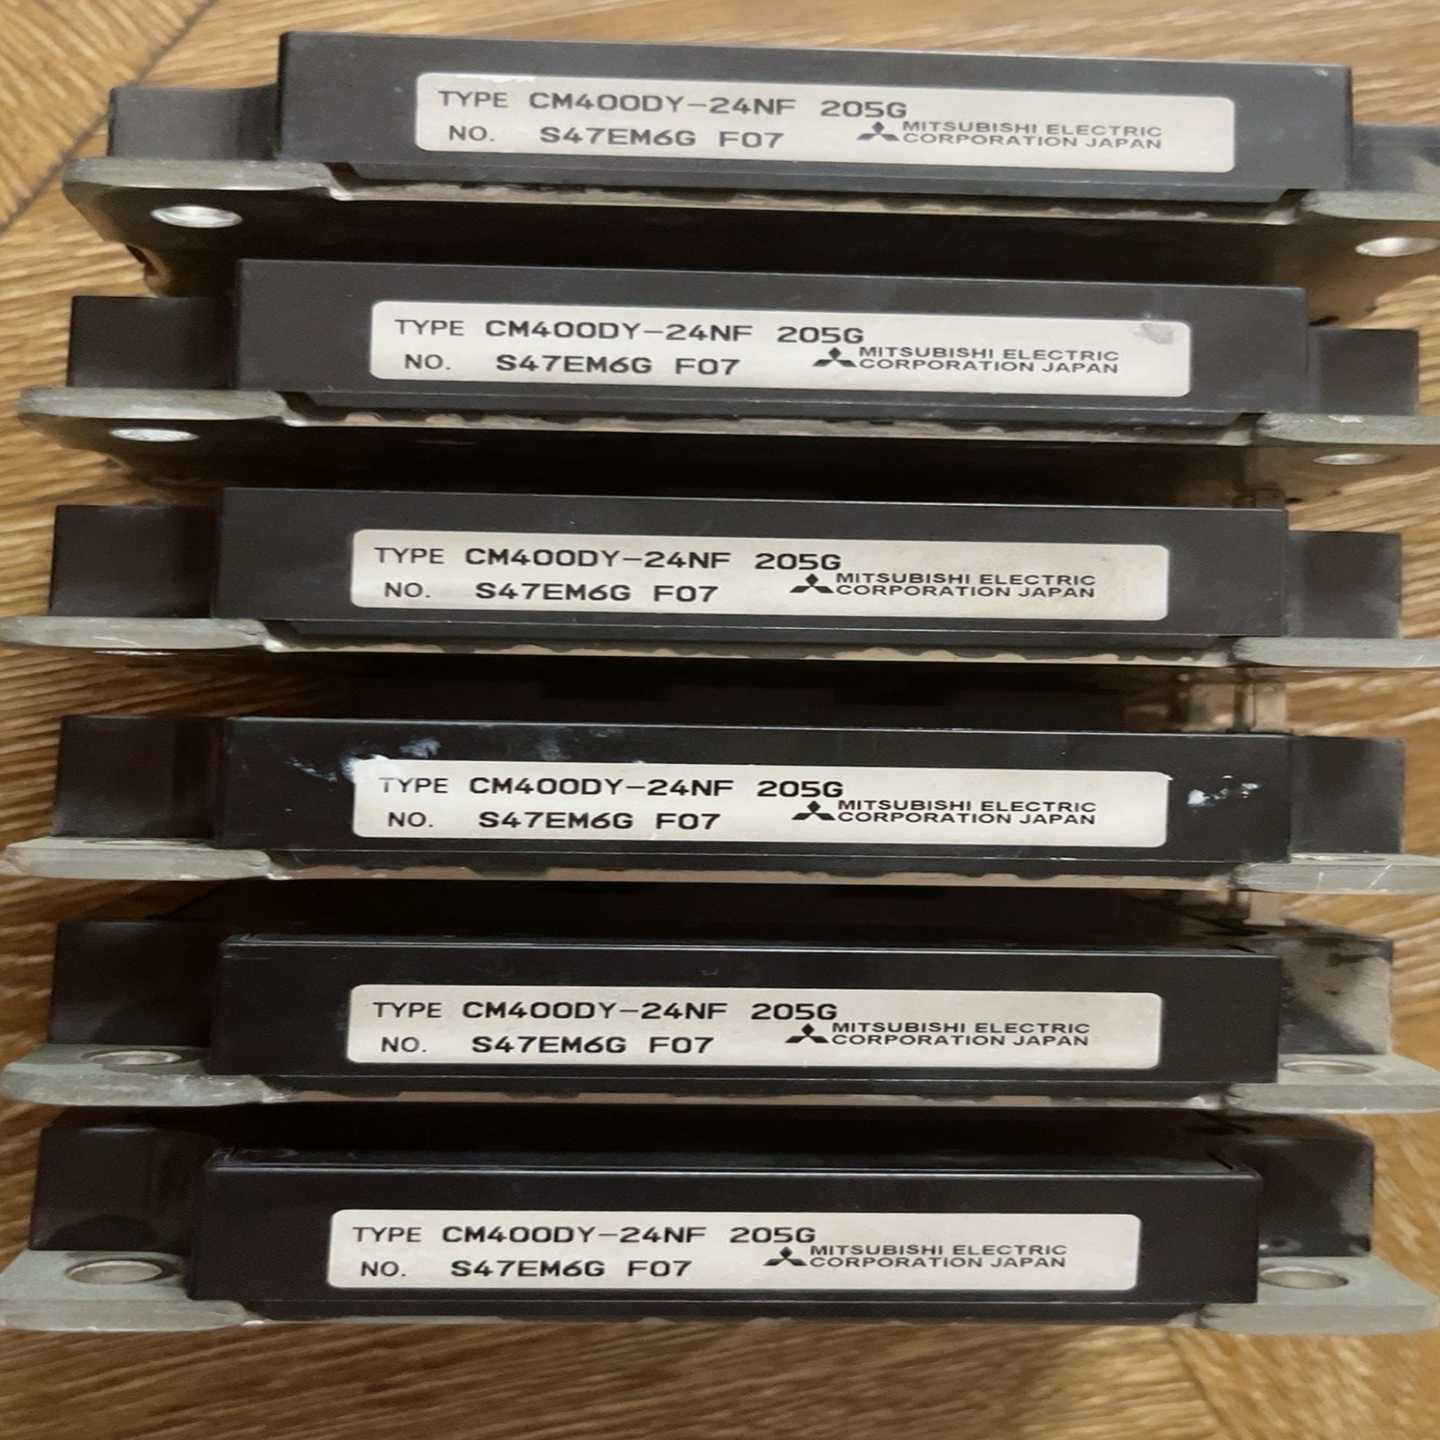 TYPE CM400DY-24NF 205G
NO. S47EM6G F07
MITSUBISHI ELECTRIC
CORPORATION JAPAN
TYPE CM400DY-24NF 205G
NO. S47EM6G F07
MITSUBISHI ELECTRIC
CORPORATION JAPAN
TYPE CM400DY-24NF 205G
NO. S47EM6G F07
MITSUBISHI ELECTRIC
CORPORATION JAPAN
TYPE CM400DY-24NF 205G
NO. S47EM6G F07
MITSUBISHI ELECTRIC
CORPORATION JAPAN
TYPE CM400DY-24NF 205G
NO. S47EM6G F07
MITSUBISHI ELECTRIC
CORPORATION JAPAN
TYPE CM400DY-24NF 205G
NO. S47EM6G F07
MITSUBISHI ELECTRIC
CORPORATION JAPAN